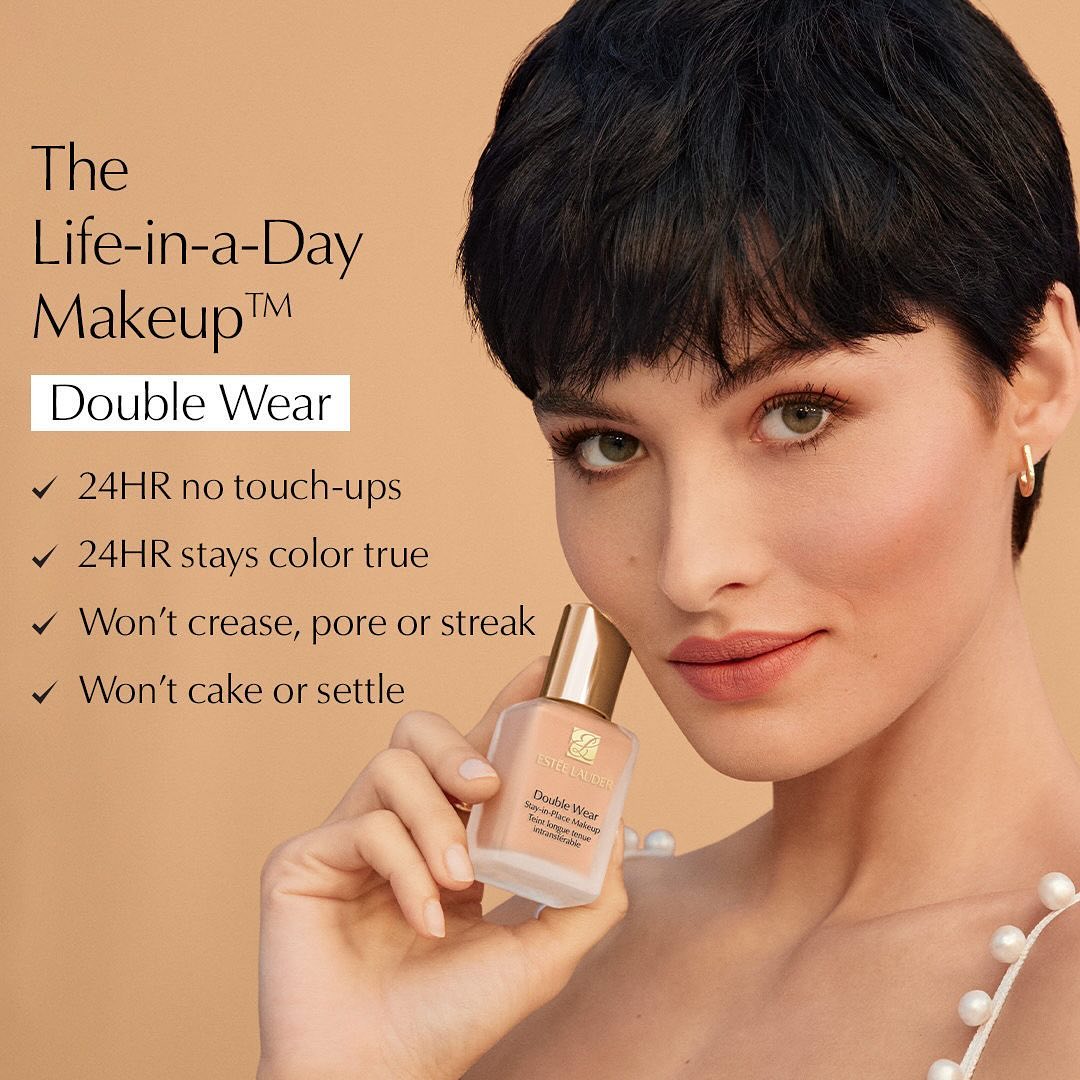 The
Life-in-a-Day
Makeup™
Double Wear
✓ 24HR no touch-ups
✓ 24HR stays color true
✓ Won't crease, pore or streak
✓ Won't cake or settle
ESTĒE LAUDER
Double Wear
Stay-in-Place Makeup
Teint longue tenue
intransférable